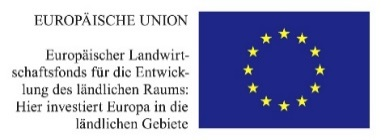 EUROPÄISCHE UNION
Europäischer Landwirt-
schaftsfonds für die Entwick-
lung des ländlichen Raums:
Hier investiert Europa in die
ländlichen Gebiete